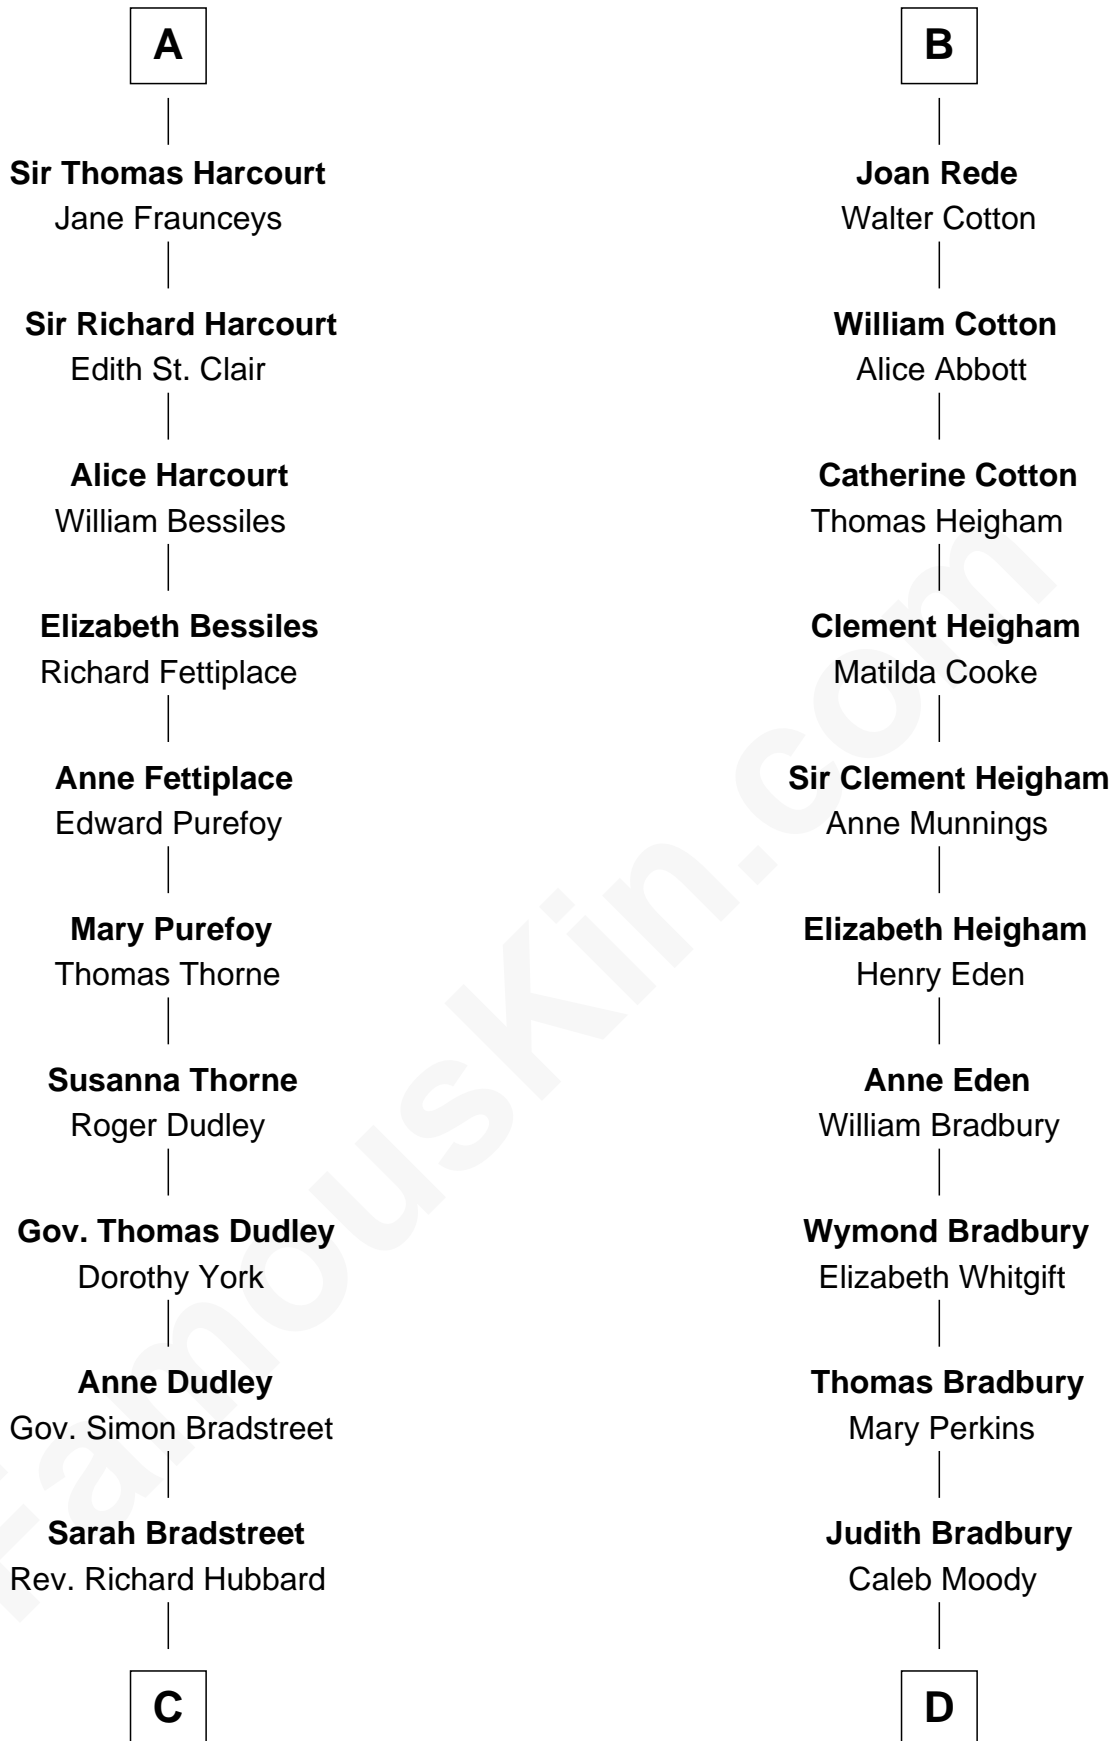 A
Sir Thomas Harcourt
Jane Fraunceys
Sir Richard Harcourt
Edith St. Clair
Alice Harcourt
William Bessiles
Elizabeth Bessiles
Richard Fettiplace
Anne Fettiplace
Edward Purefoy
Mary Purefoy
Thomas Thorne
Susanna Thorne
Roger Dudley
Gov. Thomas Dudley
Dorothy York
Anne Dudley
Gov. Simon Bradstreet
Sarah Bradstreet
Rev. Richard Hubbard
C
B
Joan Rede
Walter Cotton
William Cotton
Alice Abbott
Catherine Cotton
Thomas Heigham
Clement Heigham
Matilda Cooke
Sir Clement Heigham
Anne Munnings
Elizabeth Heigham
Henry Eden
Anne Eden
William Bradbury
Wymond Bradbury
Elizabeth Whitgift
Thomas Bradbury
Mary Perkins
Judith Bradbury
Caleb Moody
D
FamousKin.com